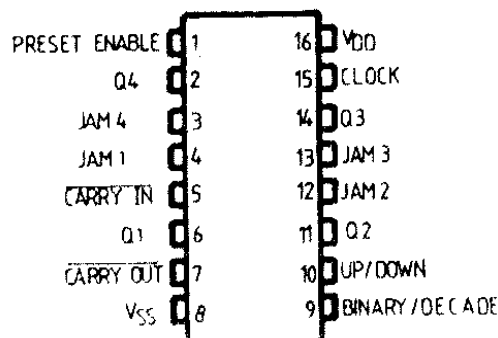 PRESET ENABLE 1 16 VDD
Q4 2 15 CLOCK
JAM 4 3 14 Q3
JAM 1 4 13 JAM 3
CARRY IN 5 12 JAM 2
Q1 6 11 Q2
CARRY OUT 7 10 UP/DOWN
VSS 8 9 BINARY/DECADE